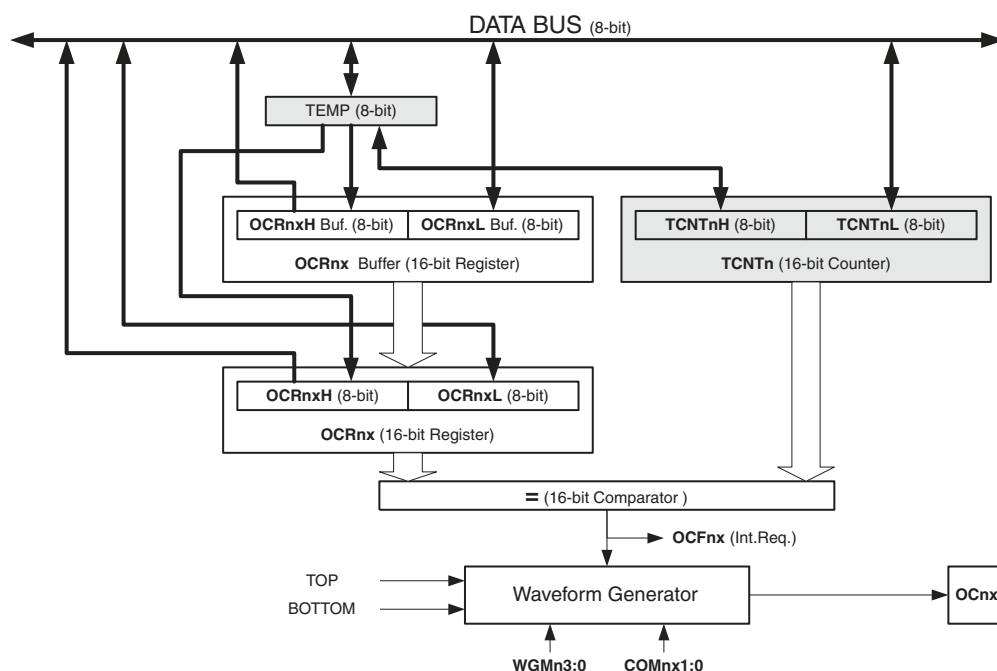 DATA BUS (8-bit)
TEMP (8-bit)
OCRnxH Buf. (8-bit) OCRnxL Buf. (8-bit) TCNTnH (8-bit) TCNTnL (8-bit)
OCRnx Buffer (16-bit Register) TCNTn (16-bit Counter)
OCRnxH (8-bit) OCRnxL (8-bit)
OCRnx (16-bit Register)
= (16-bit Comparator )
OCFnx (Int.Req.)
TOP
BOTTOM
Waveform Generator OCnx
WGMn3:0 COMnx1:0